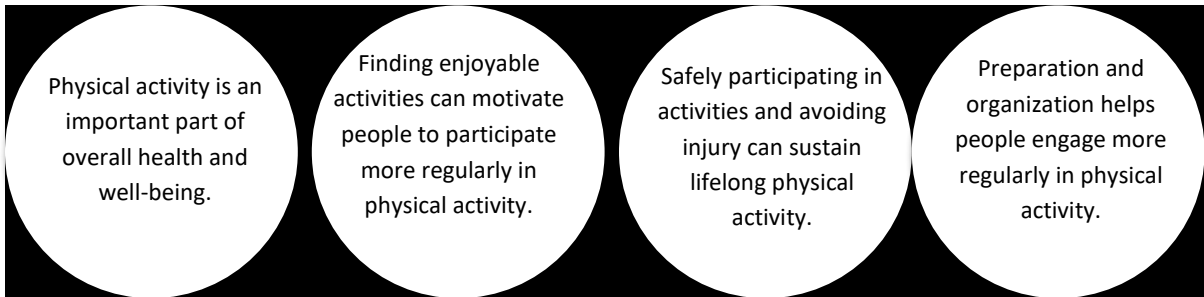 Physical activity is an
important part of
overall health and
well-being.
Finding enjoyable
activities can motivate
people to participate
more regularly in
physical activity.
Safely participating in
activities and avoiding
injury can sustain
lifelong physical
activity.
Preparation and
organization helps
people engage more
regularly in physical
activity.